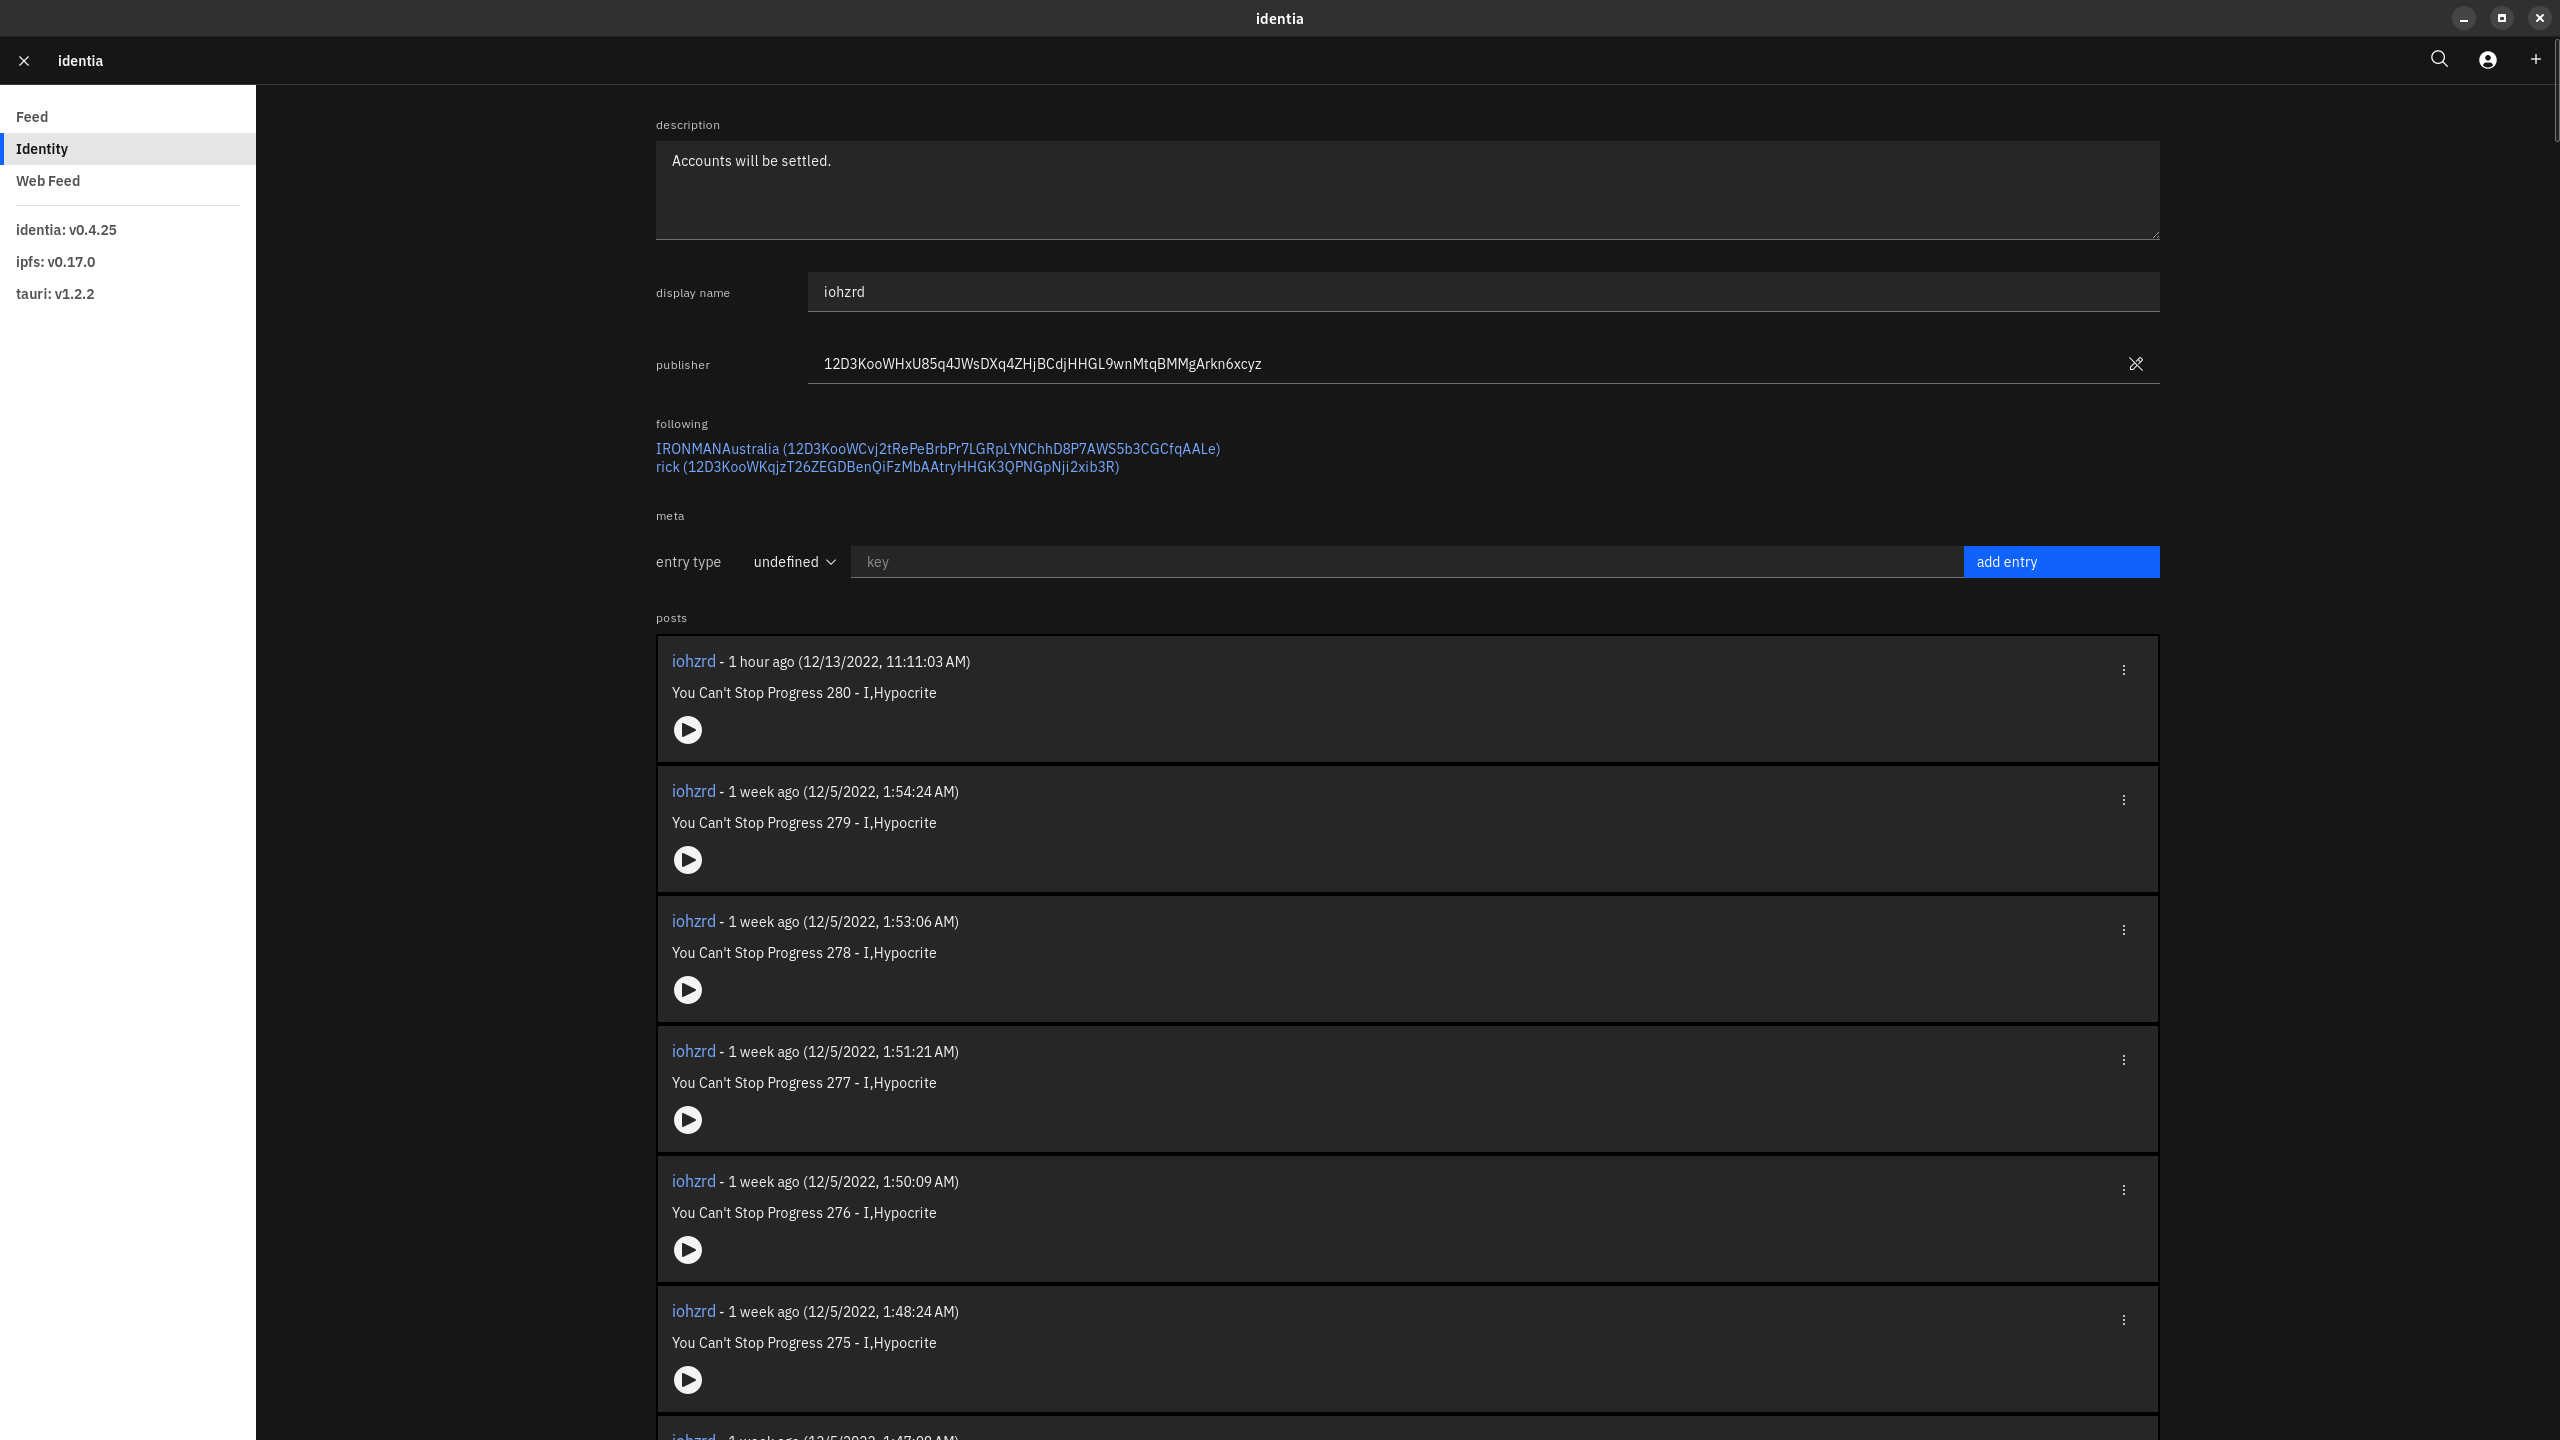 identia
identia
Feed
Identity
Web Feed
identia: v0.4.25
ipfs: v0.17.0
tauri: v1.2.2
description
Accounts will be settled.
display name iohzrd
publisher 12D3KooWHxU85q4JWsDXq4ZHjBCdjHHGL9wnMtqBMMgArkn6xcyz
following
IRONMANAustralia (12D3KooWCvj2tRePeBrbPr7LGRpLYNChhD8P7AWS5b3CGCfqAALe)
rick (12D3KooWKqjzT26ZEGDBenQiFzMbAAtryHHGK3QPNGpNji2xib3R)
meta
entry type undefined key add entry
posts
iohzrd - 1 hour ago (12/13/2022, 11:11:03 AM)
You Can't Stop Progress 280 - I,Hypocrite
iohzrd - 1 week ago (12/5/2022, 1:54:24 AM)
You Can't Stop Progress 279 - I,Hypocrite
iohzrd - 1 week ago (12/5/2022, 1:53:06 AM)
You Can't Stop Progress 278 - I,Hypocrite
iohzrd - 1 week ago (12/5/2022, 1:51:21 AM)
You Can't Stop Progress 277 - I,Hypocrite
iohzrd - 1 week ago (12/5/2022, 1:50:09 AM)
You Can't Stop Progress 276 - I,Hypocrite
iohzrd - 1 week ago (12/5/2022, 1:48:24 AM)
You Can't Stop Progress 275 - I,Hypocrite
iohzrd - 1 week ago